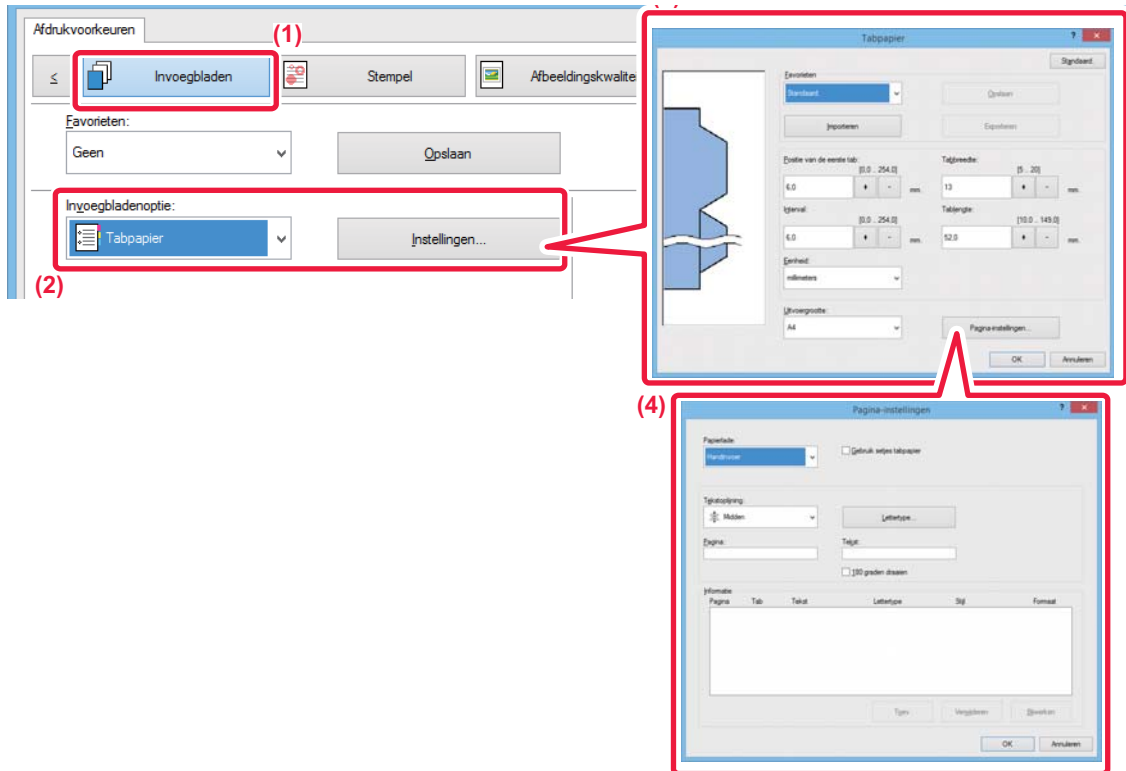 Afdrukvoorkeuren
(1)
≤
Invoegbladen
Stempel
Afbeeldingskwalite
Favorieten:
Geen
Opslaan
Invoegbladenoptie:
Tabpapier
Instellingen...
(2)
Tabpapier
?
Standaard.
Favorieten
Standaard.
Opslaan
Importeren
Exporteren
Positie van de eerste tab:
[0.0 .. 254.0]
6,0
+ -
mm.
Tabbreedte:
[5 .. 20]
13
+ -
mm.
Interval:
[0.0 .. 254.0]
6,0
+ -
mm.
Tablengte:
[10.0 .. 149.0]
52,0
+ -
mm.
Eenheid:
millimeters
Uitvoergrootte:
A4
Pagina-instellingen...
OK
Annuleren
(4)
Pagina-instellingen
?
Papierlade:
Handinvoer
Gebruik setjes tabpapier
Tekstoplijning:
Midden
Lettertype...
Pagina:
Tekst:
180 graden draaien
Informatie
Pagina Tab Tekst Lettertype Stijl Formaat
Toev.
Verwijderen
Bewerken
OK
Annuleren